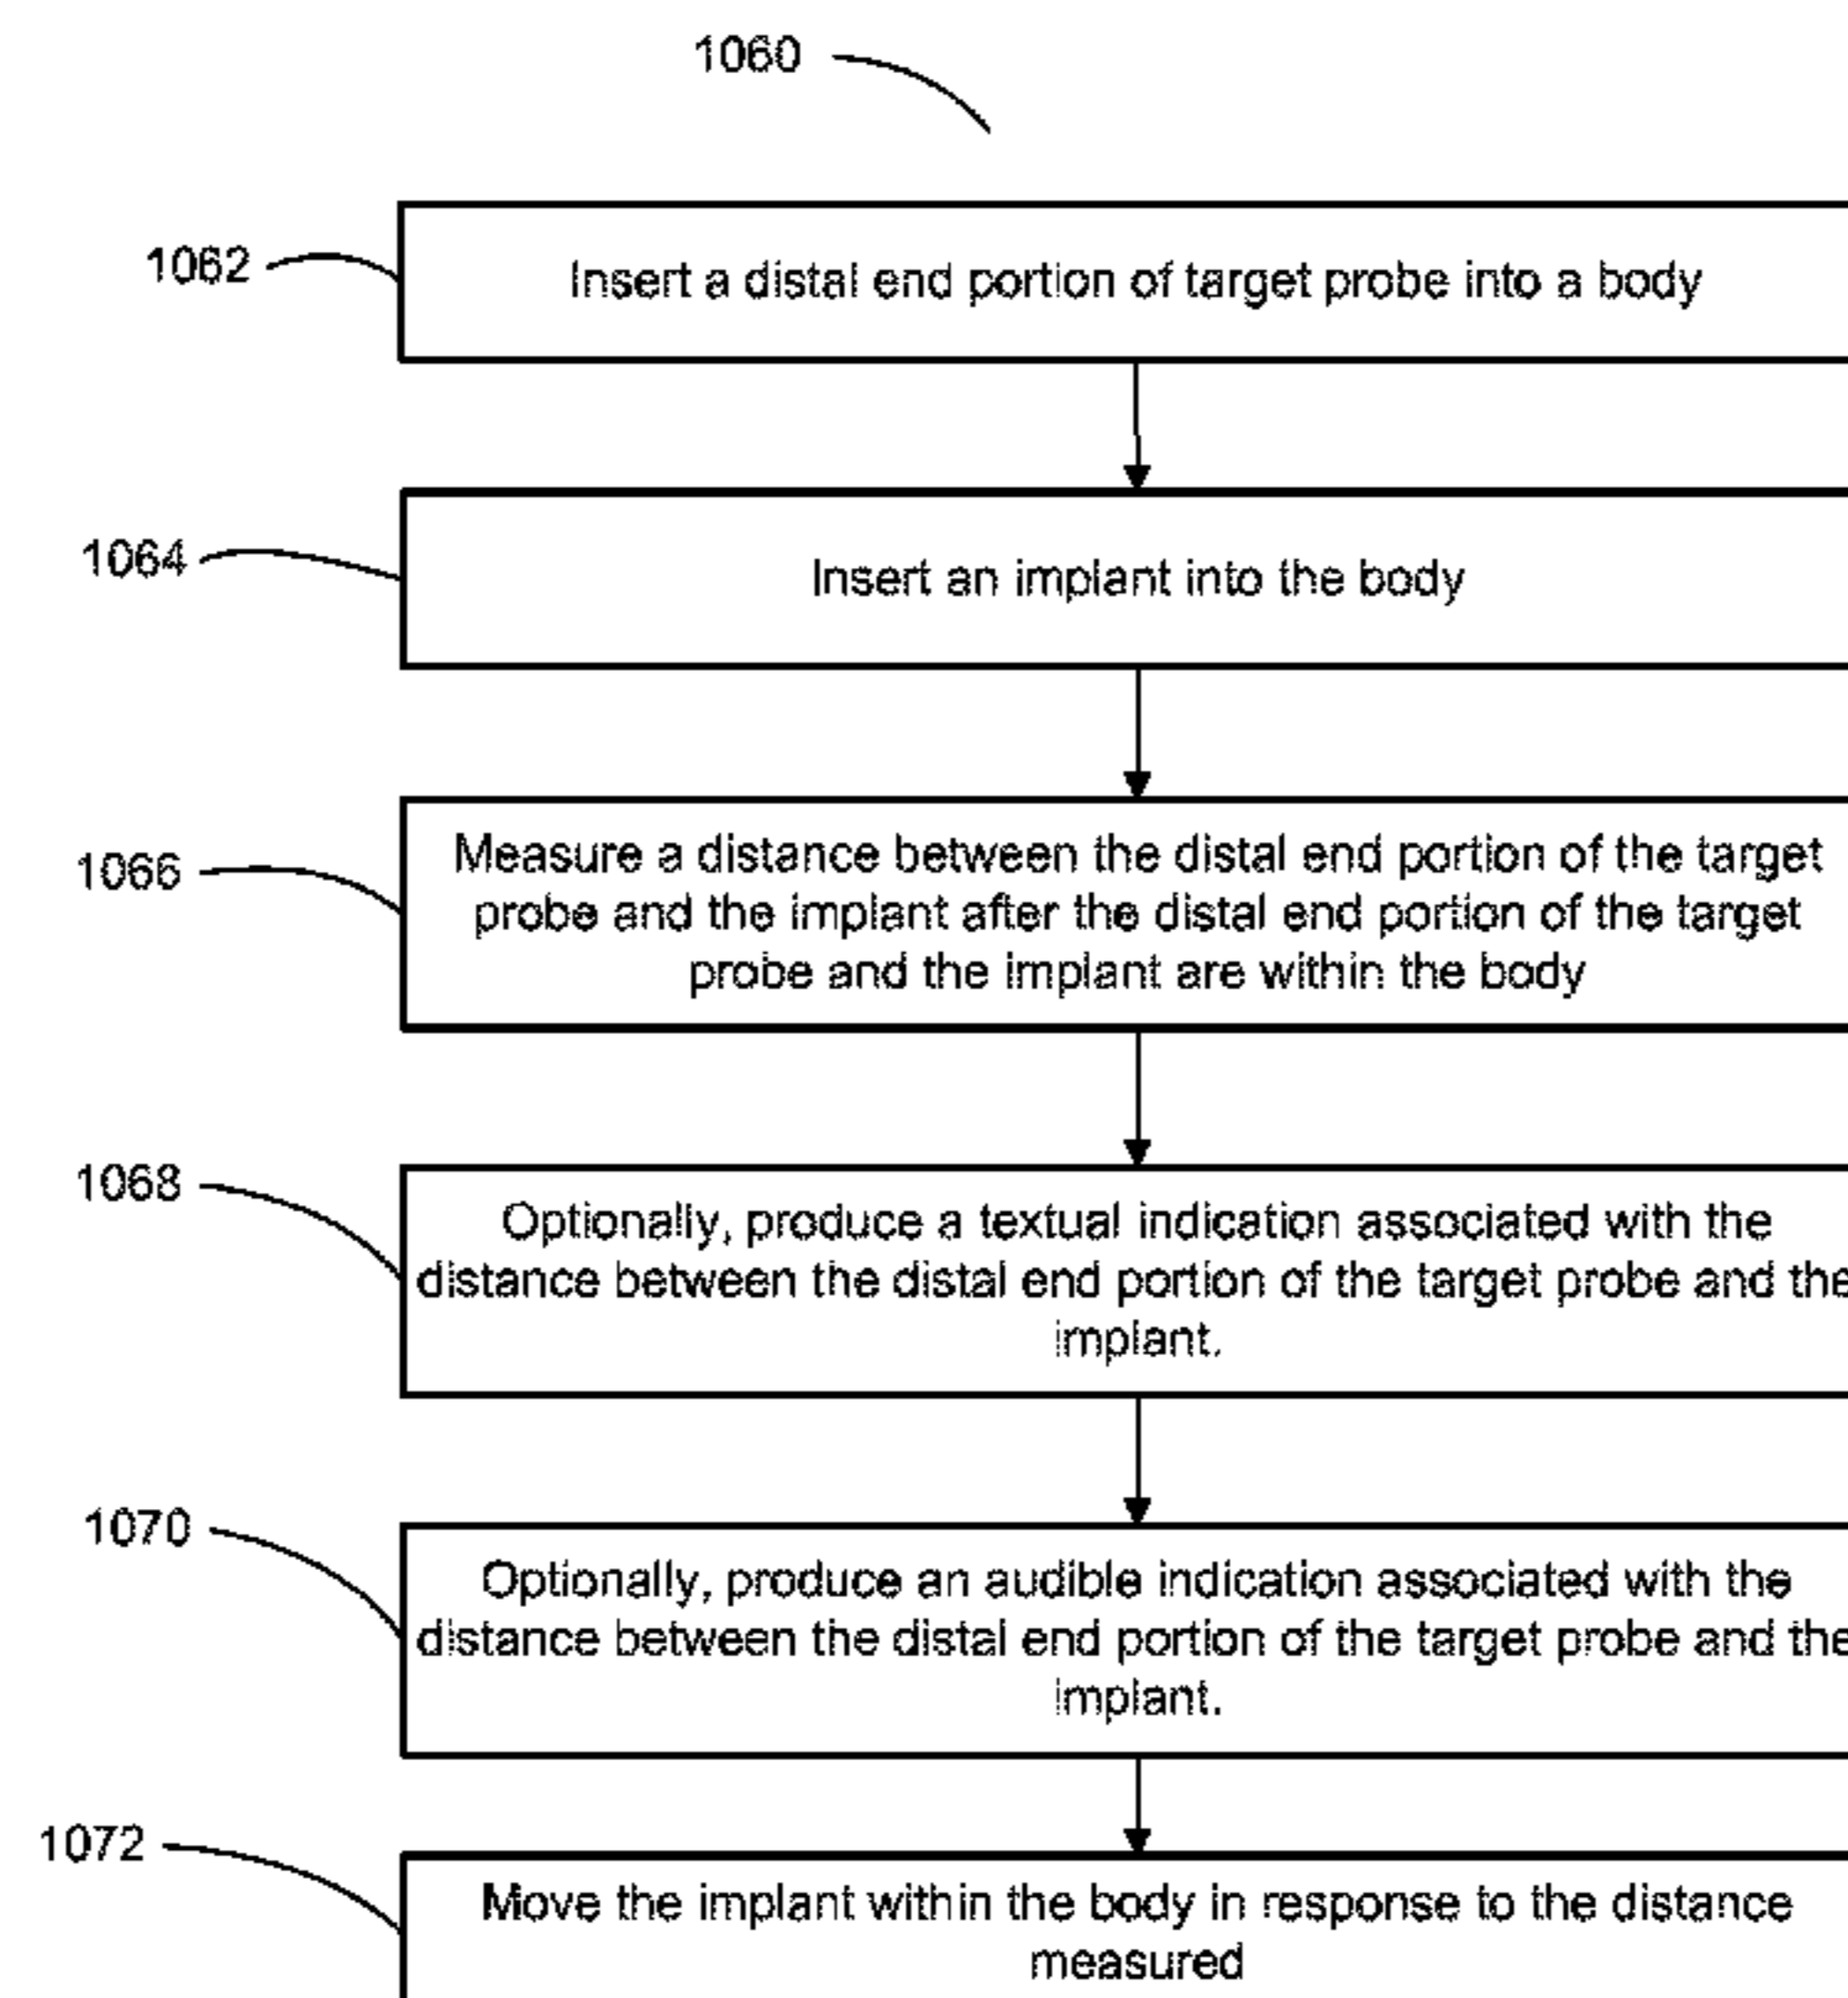 1060
1062
Insert a distal end portion of target probe into a body
1064
Insert an implant into the body
1066
Measure a distance between the distal end portion of the target
probe and the implant after the distal end portion of the target
probe and the implant are within the body
1068
Optionally, produce a textual indication associated with the
distance between the distal end portion of the target probe and the
implant.
1070
Optionally, produce an audible indication associated with the
distance between the distal end portion of the target probe and the
implant.
1072
Move the implant within the body in response to the distance
measured